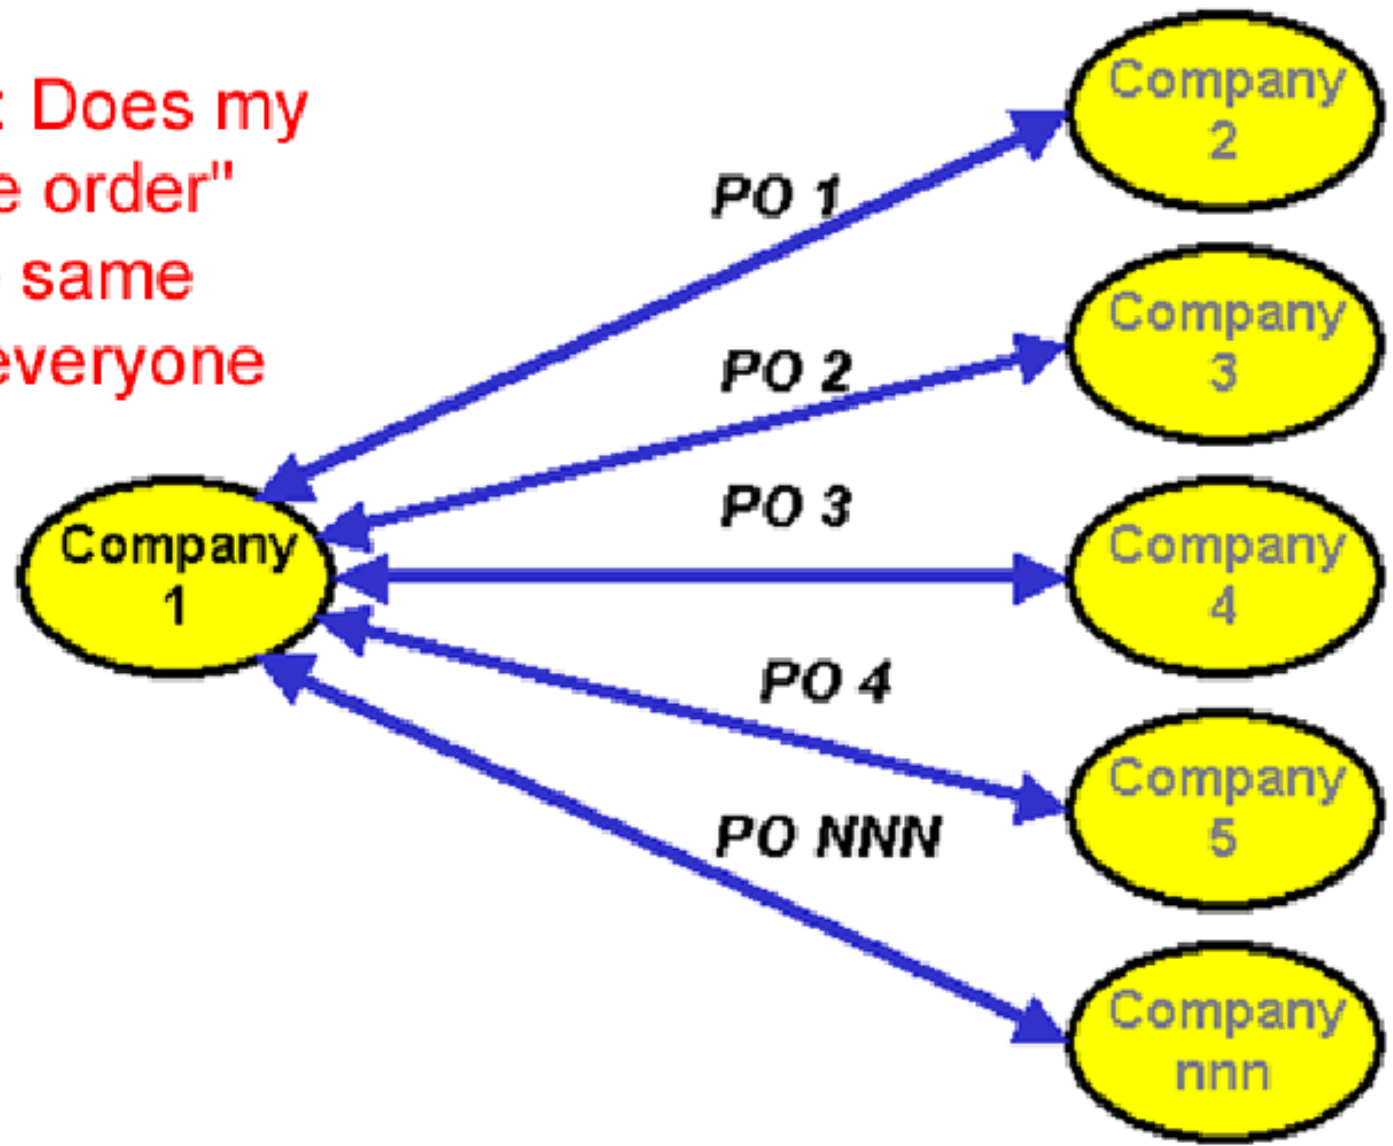 : Does my
e order"
same
everyone
PO 1
Company
2
PO 2
Company
3
PO 3
Company
1
Company
4
PO 4
Company
5
PO NNN
Company
nnn